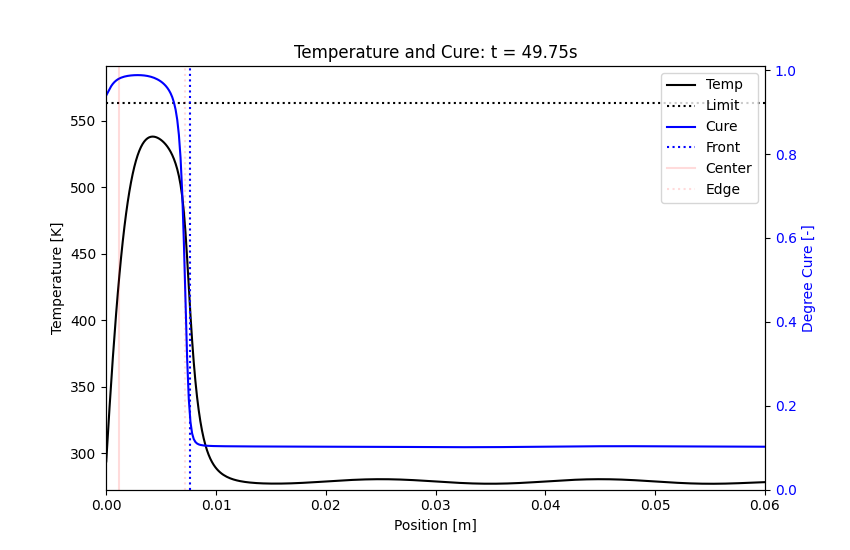 Temperature and Cure: t = 49.75s
Temperature [K]
550
500
450
400
350
300
0.00
0.01
0.02
0.03
0.04
0.05
0.06
Position [m]
1.0
0.8
0.6
0.4
0.2
0.0
Degree Cure [-]
Temp
Limit
Cure
Front
Center
Edge